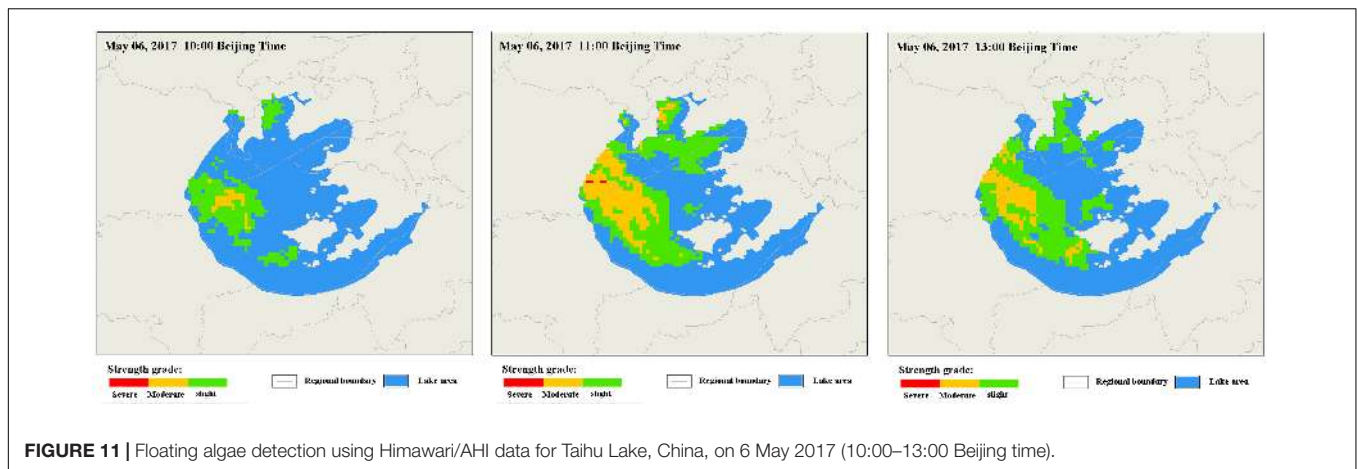 May 06, 2017 10:00 Beijing Time
Strength grade:
Regional boundary Lake area
Severe Moderate slight
May 06, 2017 11:00 Beijing Time
Strength grade:
Regional boundary Lake area
Severe Moderate slight
May 06, 2017 13:00 Beijing Time
Strength grade:
Regional boundary Lake area
Severe Moderate slight
FIGURE 11 | Floating algae detection using Himawari/AHI data for Taihu Lake, China, on 6 May 2017 (10:00–13:00 Beijing time).